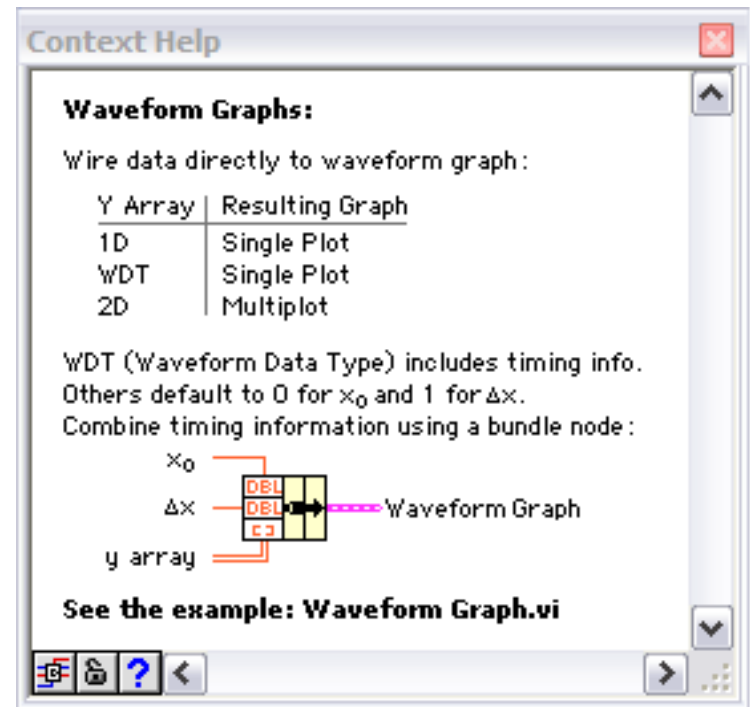 Context Help
Waveform Graphs:
Wire data directly to waveform graph:
Y Array | Resulting Graph
1D Single Plot
WDT Single Plot
2D Multiplot
WDT (Waveform Data Type) includes timing info.
Others default to 0 for x₀ and 1 for Δx.
Combine timing information using a bundle node:
x₀
DBL
Δx DBL Waveform Graph
[ ]
y array
See the example: Waveform Graph.vi
?